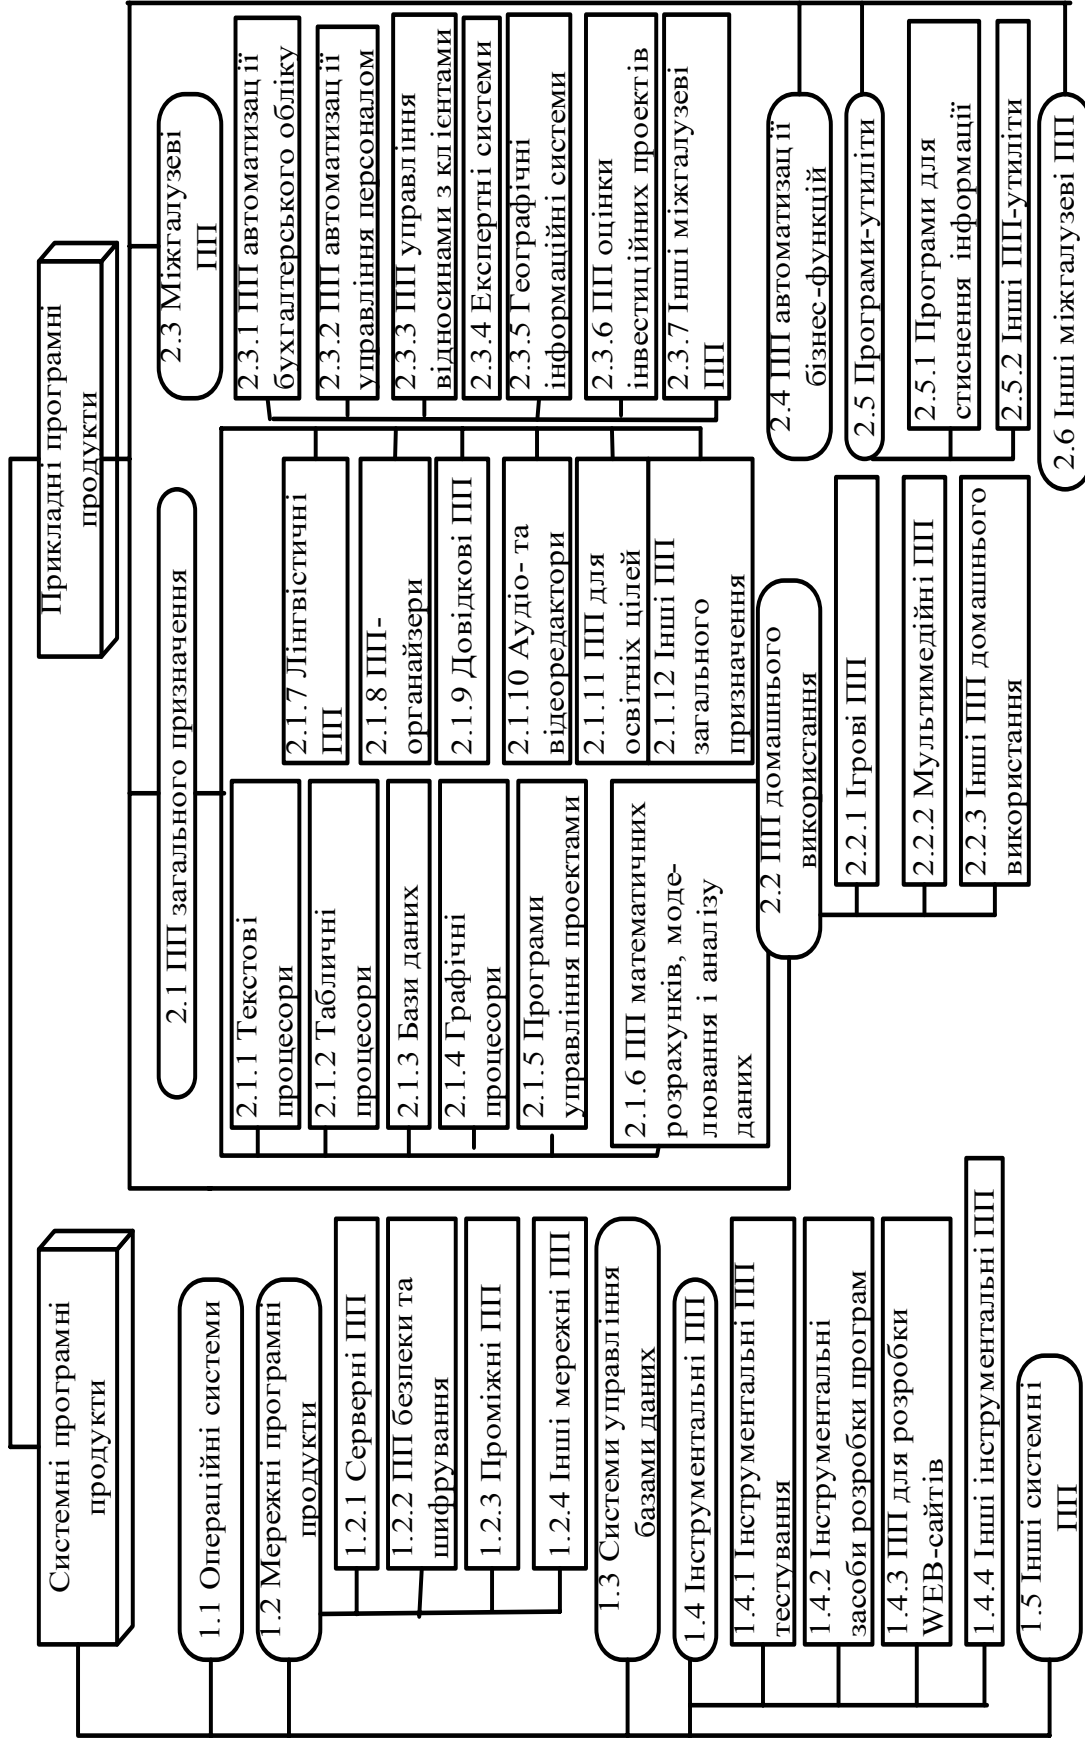 Системні програмні
продукти
1.1 Операційні системи
1.2 Мережні програмні
продукти
1.2.1 Серверні ПП
1.2.2 ПП безпеки та
шифрування
1.2.3 Проміжні ПП
1.2.4 Інші мережні ПП
1.3 Системи управління
базами даних
1.4 Інструментальні ПП
1.4.1 Інструментальні ПП
тестування
1.4.2 Інструментальні
засоби розробки програм
1.4.3 ПП для розробки
WEB-сайтів
1.4.4 Інші інструментальні ПП
1.5 Інші системні
ПП
Прикладні програмні
продукти
2.1 ПП загального призначення
2.1.1 Текстові
процесори
2.1.2 Табличні
процесори
2.1.3 Бази даних
2.1.4 Графічні
процесори
2.1.5 Програми
управління проектами
2.1.6 ПП математичних
розрахунків, моде-
лювання і аналізу
даних
2.1.7 Лінгвістичні
ПП
2.1.8 ПП-
органайзери
2.1.9 Довідкові ПП
2.1.10 Аудіо- та
відеоредактори
2.1.11 ПП для
освітніх цілей
2.1.12 Інші ПП
загального
призначення
2.2 ПП домашнього
використання
2.2.1 Ігрові ПП
2.2.2 Мультимедійні ПП
2.2.3 Інші ПП домашнього
використання
2.3 Міжгалузеві
ПП
2.3.1 ПП автоматизації
бухгалтерського обліку
2.3.2 ПП автоматизації
управління персоналом
2.3.3 ПП управління
відносинами з клієнтами
2.3.4 Експертні системи
2.3.5 Географічні
інформаційні системи
2.3.6 ПП оцінки
інвестиційних проектів
2.3.7 Інші міжгалузеві
ПП
2.4 ПП автоматизації
бізнес-функцій
2.5 Програми-утиліти
2.5.1 Програми для
стиснення інформації
2.5.2 Інші ПП-утиліти
2.6 Інші міжгалузеві ПП